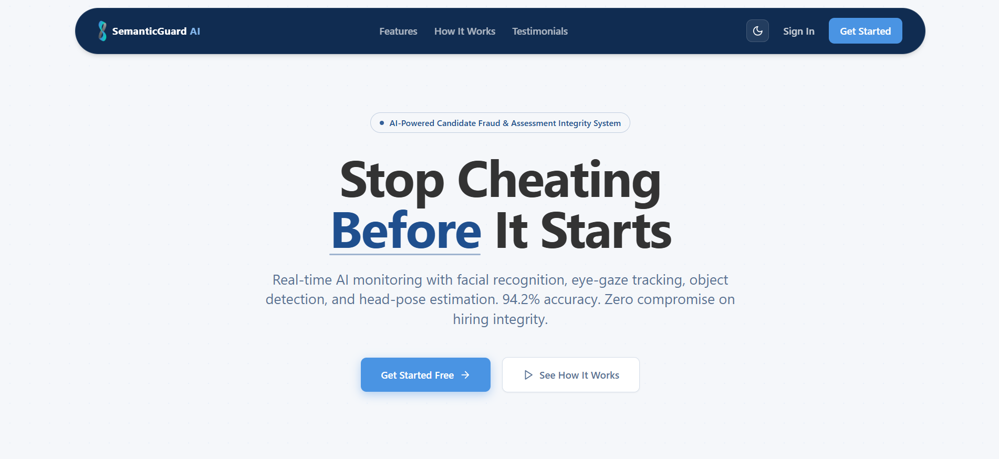 SemanticGuard AI
Features
How It Works
Testimonials
Sign In
Get Started
AI-Powered Candidate Fraud & Assessment Integrity System
Stop Cheating
Before It Starts
Real-time AI monitoring with facial recognition, eye-gaze tracking, object
detection, and head-pose estimation. 94.2% accuracy. Zero compromise on
hiring integrity.
Get Started Free
See How It Works